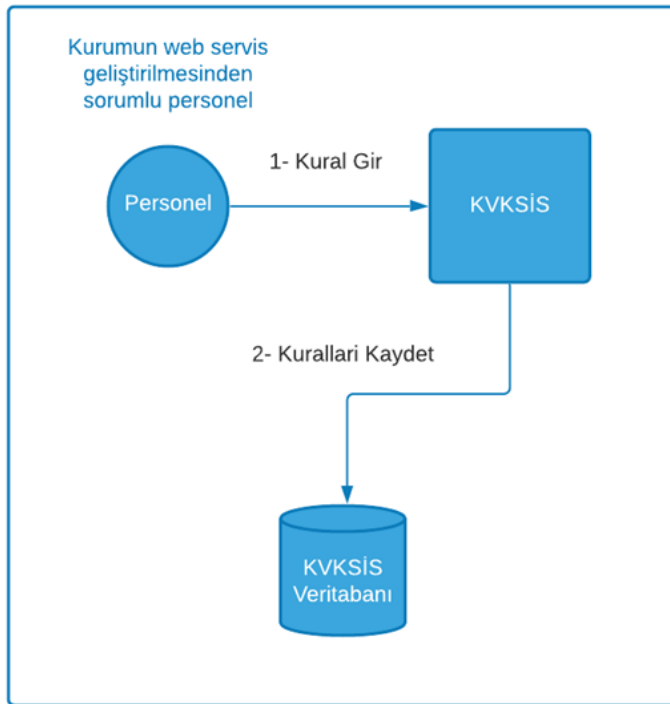 Kurumun web servis
geliştirilmesinden
sorumlu personel
1- Kural Gir
Personel
KVKSİS
2- Kurallari Kaydet
KVKSİS
Veritabanı